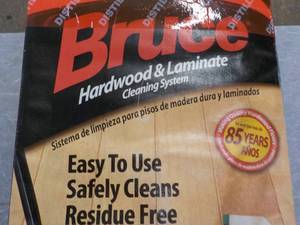 Bruce
Hardwood & Laminate
Cleaning System
Sistema de limpieza para pisos de madera dura y laminados
85 YEARS
AÑOS
Easy To Use
Safely Cleans
Residue Free